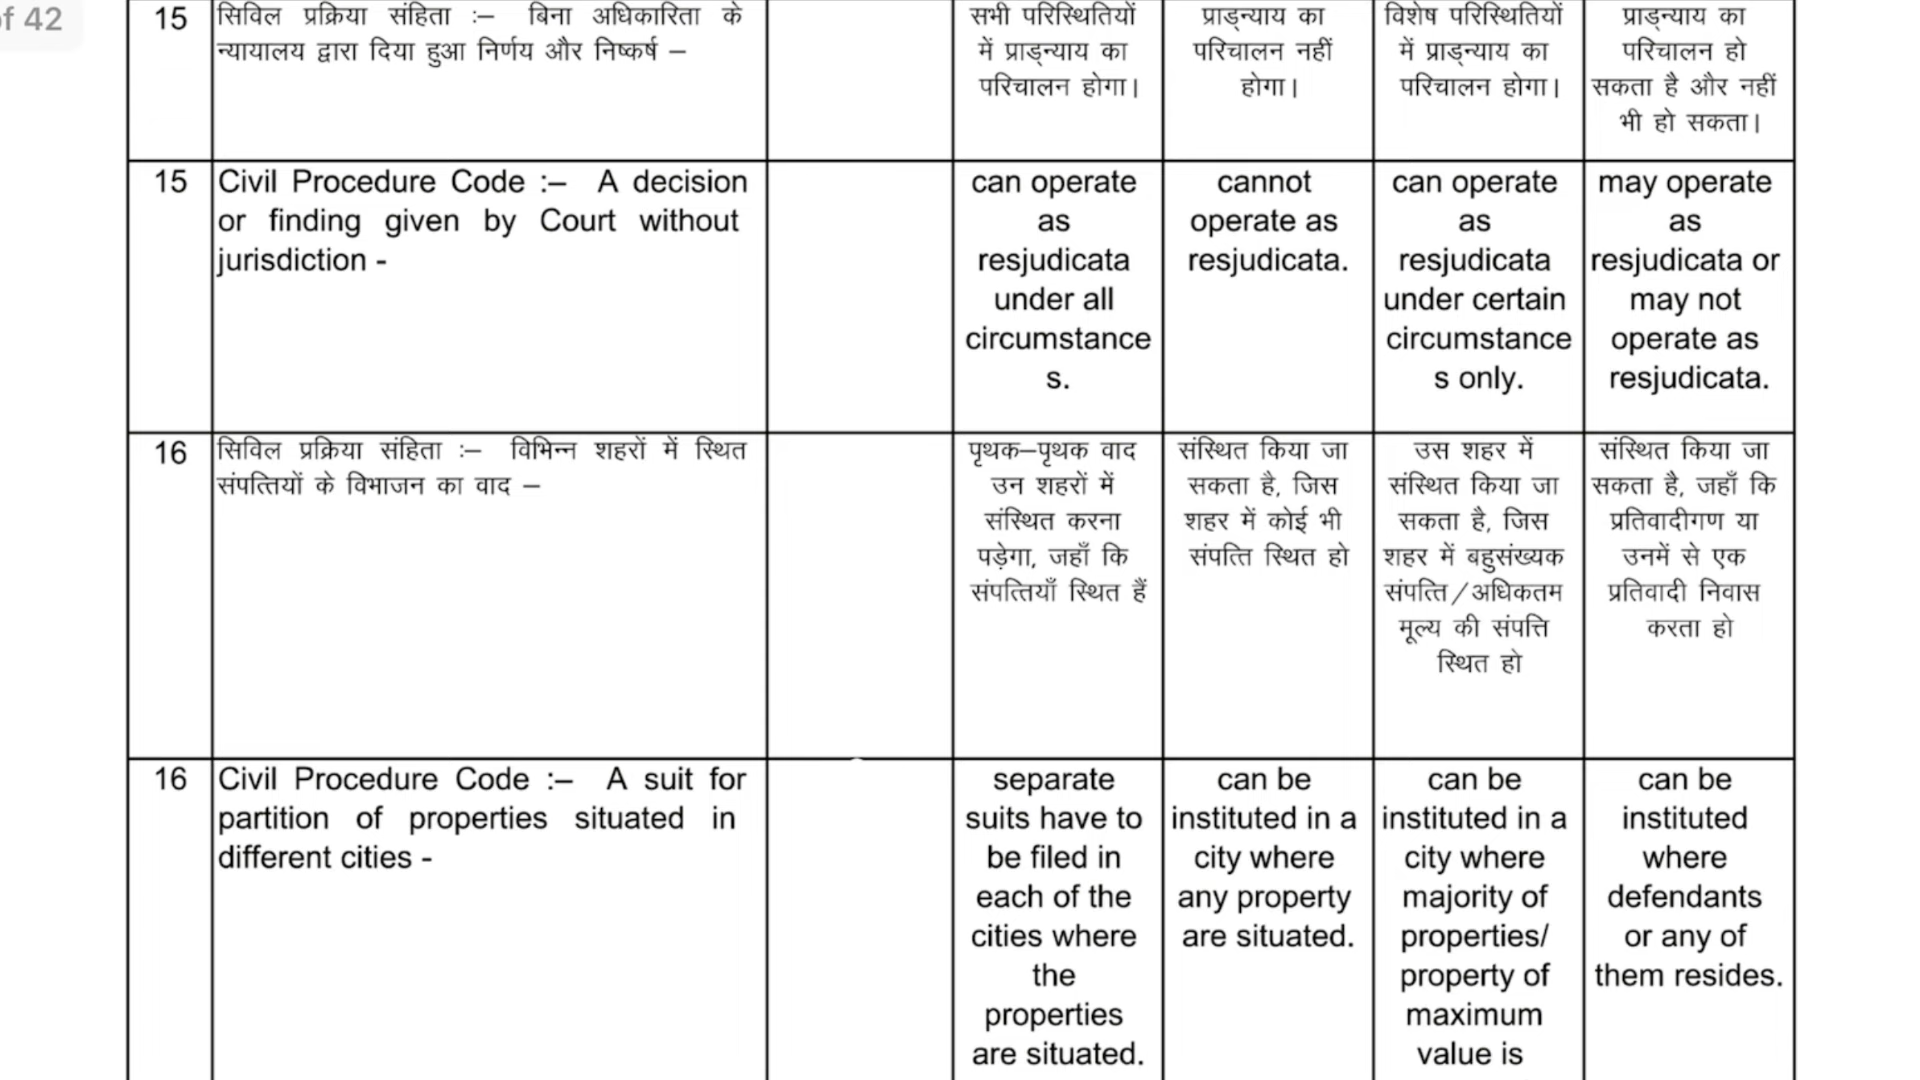 of 42
15
सिविल प्रक्रिया संहिता :– बिना अधिकारिता के
न्यायालय द्वारा दिया हुआ निर्णय और निष्कर्ष –
सभी परिस्थितियों
में प्राड्न्याय का
परिचालन होगा।
प्राड्न्याय का
परिचालन नहीं
होगा।
विशेष परिस्थितियों
में प्राड्न्याय का
परिचालन होगा।
प्राड्न्याय का
परिचालन हो
सकता है और नहीं
भी हो सकता।
15
Civil Procedure Code :– A decision
or finding given by Court without
jurisdiction -
can operate
as
resjudicata
under all
circumstance
s.
cannot
operate as
resjudicata.
can operate
as
resjudicata
under certain
circumstance
s only.
may operate
as
resjudicata or
may not
operate as
resjudicata.
16
सिविल प्रक्रिया संहिता :– विभिन्न शहरों में स्थित
संपत्तियों के विभाजन का वाद –
पृथक–पृथक वाद
उन शहरों में
संस्थित करना
पड़ेगा, जहाँ कि
संपत्तियाँ स्थित हैं
संस्थित किया जा
सकता है, जिस
शहर में कोई भी
संपत्ति स्थित हो
उस शहर में
संस्थित किया जा
सकता है, जिस
शहर में बहुसंख्यक
संपत्ति/अधिकतम
मूल्य की संपत्ति
स्थित हो
संस्थित किया जा
सकता है, जहाँ कि
प्रतिवादीगण या
उनमें से एक
प्रतिवादी निवास
करता हो
16
Civil Procedure Code :– A suit for
partition of properties situated in
different cities -
separate
suits have to
be filed in
each of the
cities where
the
properties
are situated.
can be
instituted in a
city where
any property
are situated.
can be
instituted in a
city where
majority of
properties/
property of
maximum
value is
can be
instituted
where
defendants
or any of
them resides.